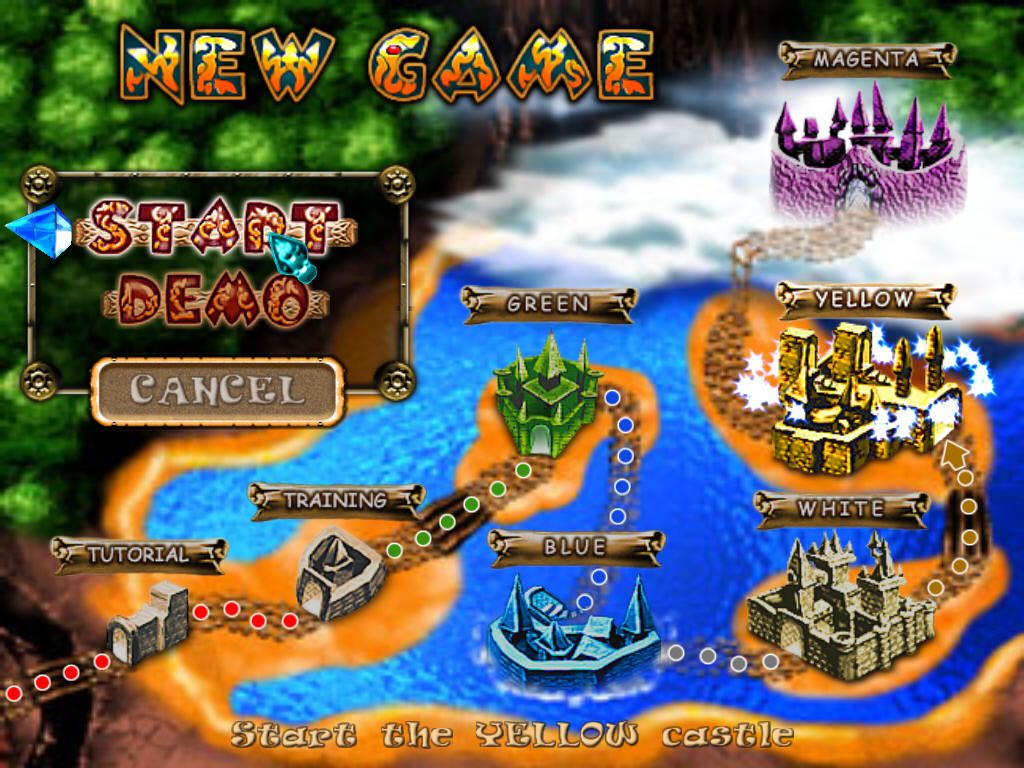 NEW GAME
MAGENTA
START
DEMO
CANCEL
GREEN
YELLOW
TRAINING
WHITE
TUTORIAL
BLUE
Start the YELLOW castle